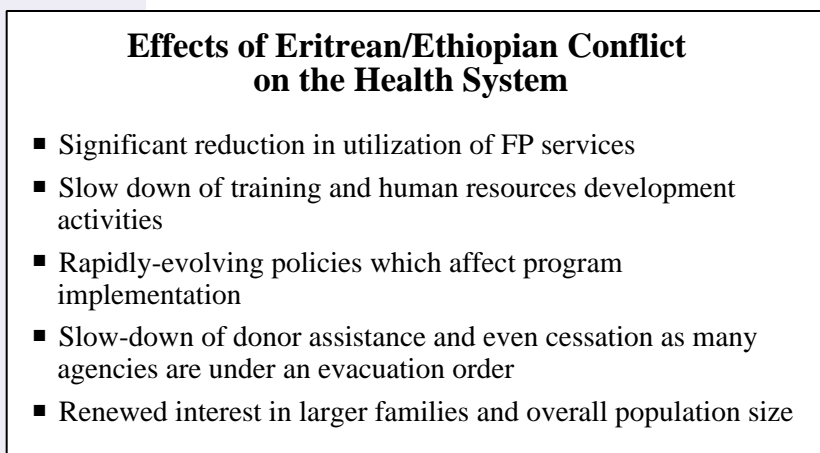 Effects of Eritrean/Ethiopian Conflict
on the Health System
▪ Significant reduction in utilization of FP services
▪ Slow down of training and human resources development
activities
▪ Rapidly-evolving policies which affect program
implementation
▪ Slow-down of donor assistance and even cessation as many
agencies are under an evacuation order
▪ Renewed interest in larger families and overall population size